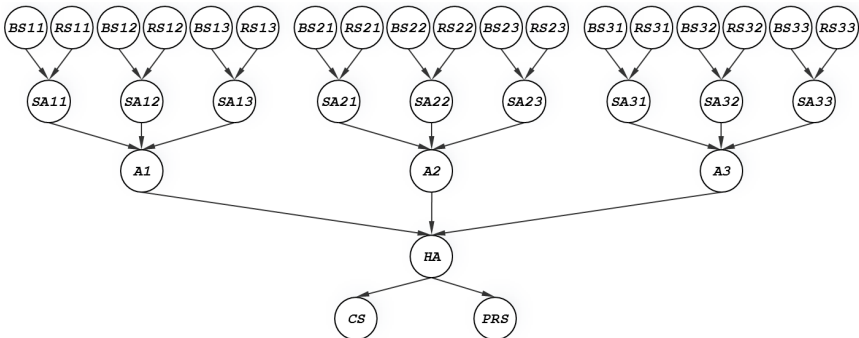 BS11 RS11 BS12 RS12 BS13 RS13 BS21 RS21 BS22 RS22 BS23 RS23 BS31 RS31 BS32 RS32 BS33 RS33
SA11 SA12 SA13 SA21 SA22 SA23 SA31 SA32 SA33
A1 A2 A3
HA
CS PRS